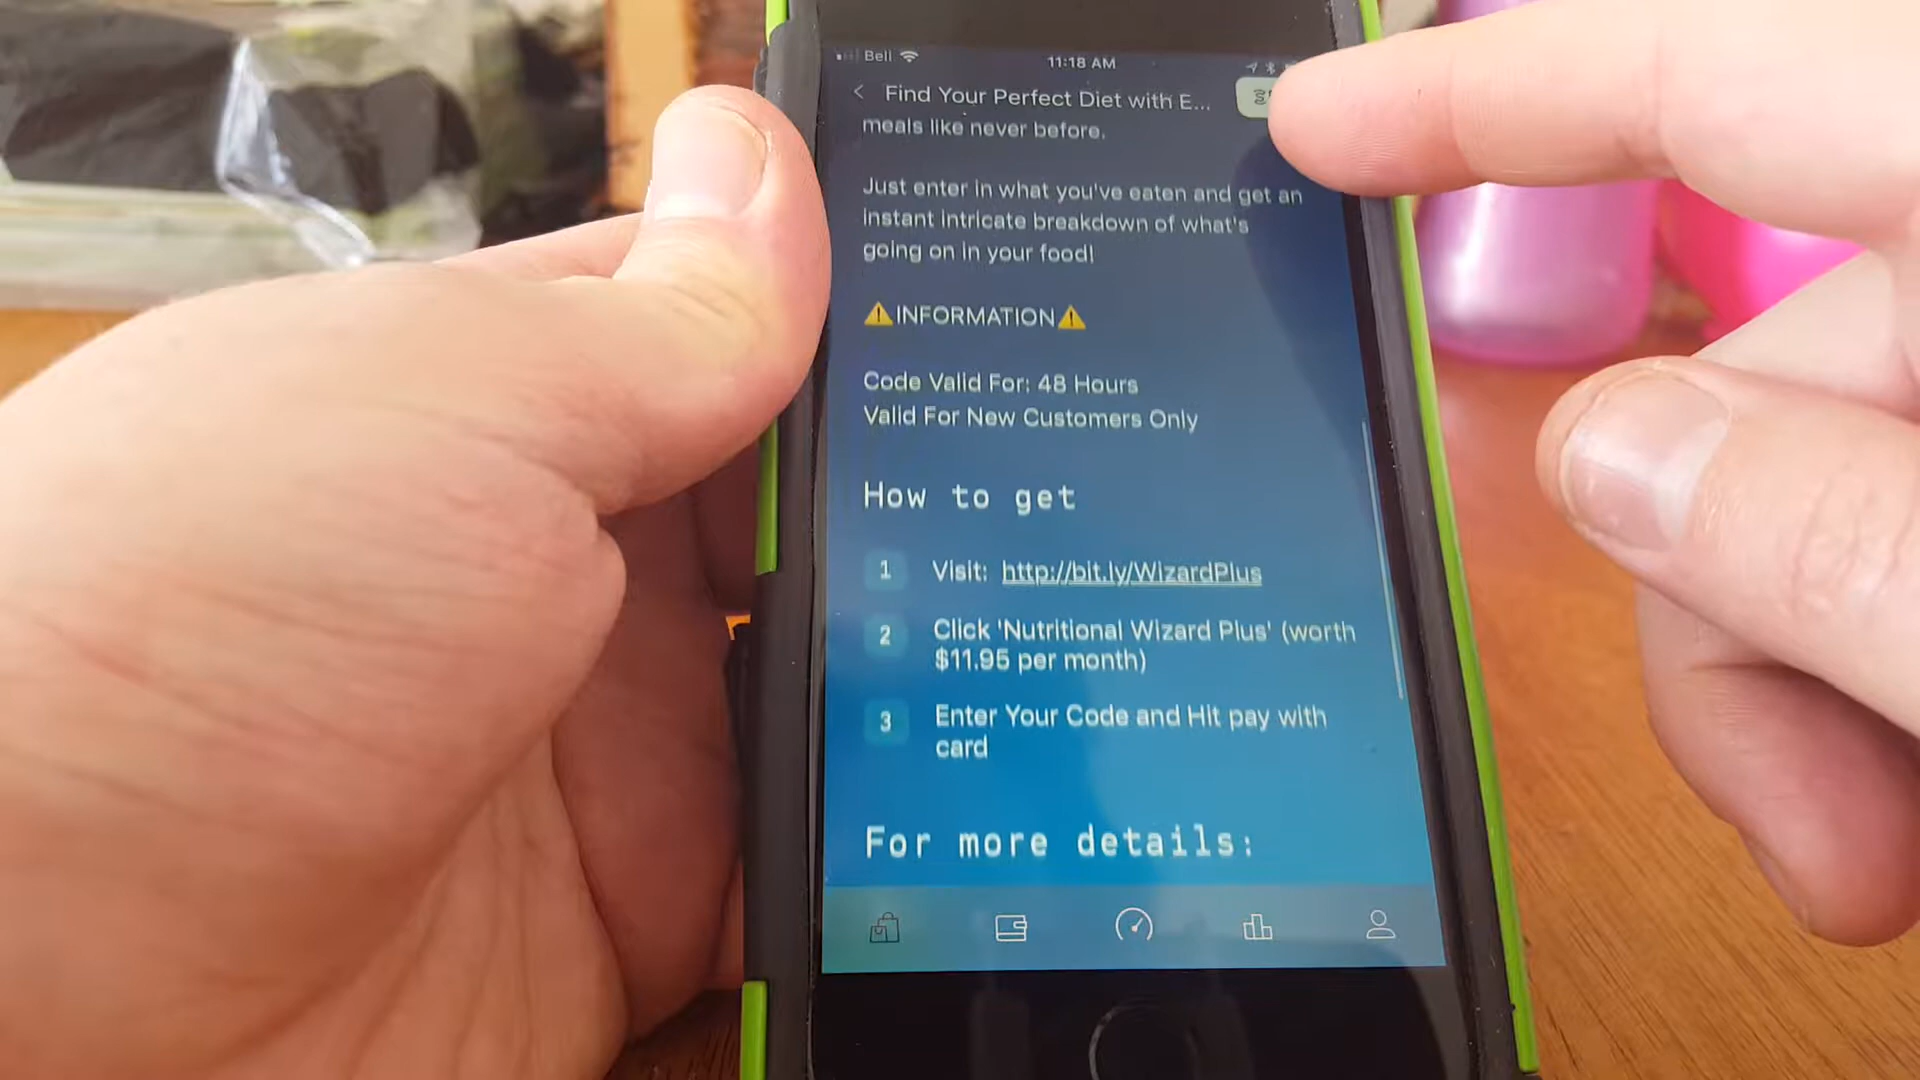 Bell
11:18 AM
Find Your Perfect Diet with E...
meals like never before.
Just enter in what you've eaten and get an
instant intricate breakdown of what's
going on in your food!
⚠INFORMATION⚠
Code Valid For: 48 Hours
Valid For New Customers Only
How to get
1 Visit: http://bit.ly/WizardPlus
2 Click 'Nutritional Wizard Plus' (worth
$11.95 per month)
3 Enter Your Code and Hit pay with
card
For more details: